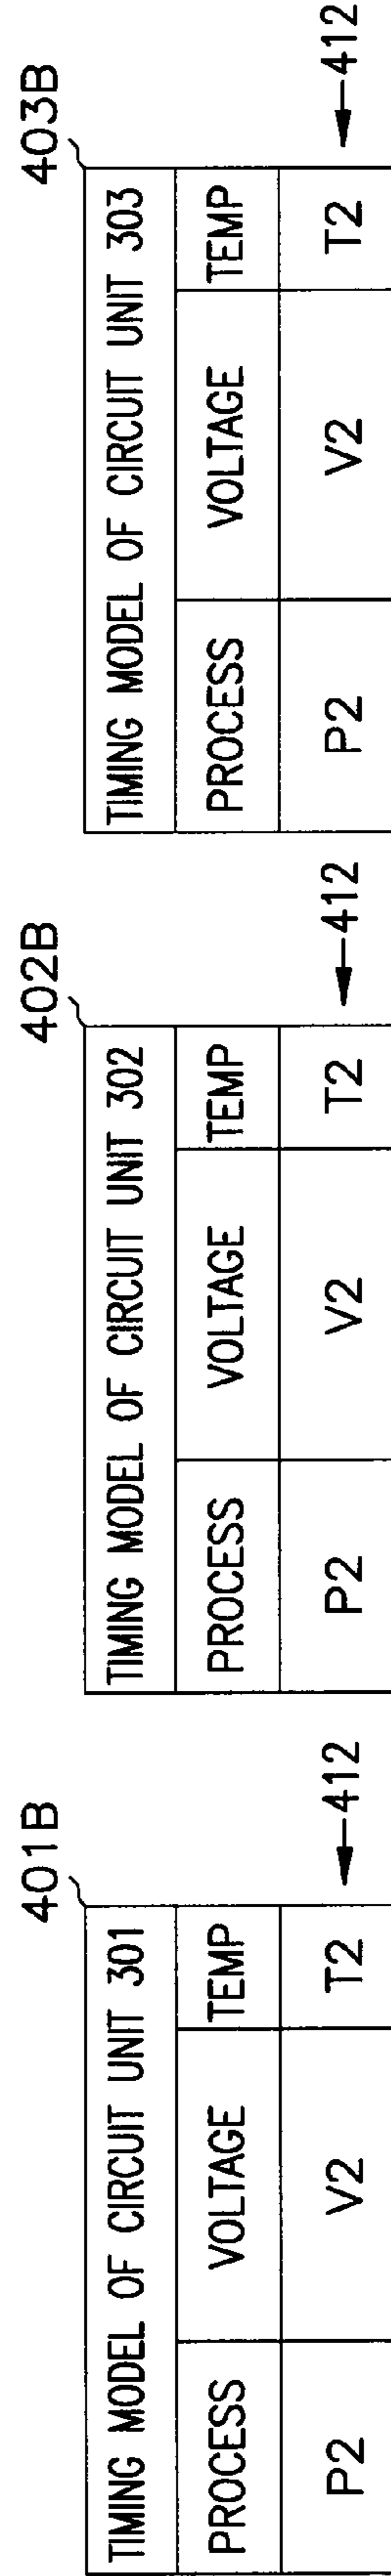 401B
TIMING MODEL OF CIRCUIT UNIT 301
PROCESS VOLTAGE TEMP
P2 V2 T2 412
402B
TIMING MODEL OF CIRCUIT UNIT 302
PROCESS VOLTAGE TEMP
P2 V2 T2 412
403B
TIMING MODEL OF CIRCUIT UNIT 303
PROCESS VOLTAGE TEMP
P2 V2 T2 412